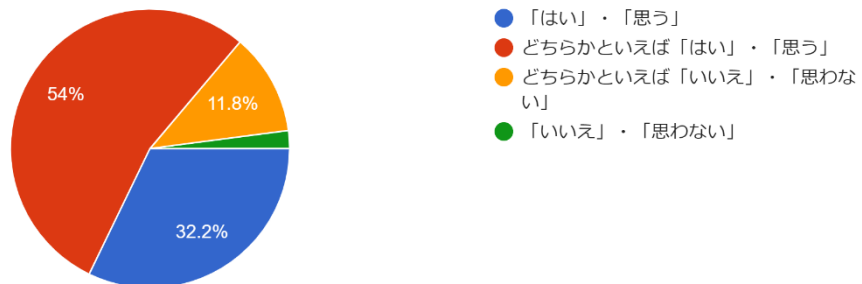 54%
11.8%
32.2%
「はい」・「思う」
どちらかといえば「はい」・「思う」
どちらかといえば「いいえ」・「思わな
い」
「いいえ」・「思わない」